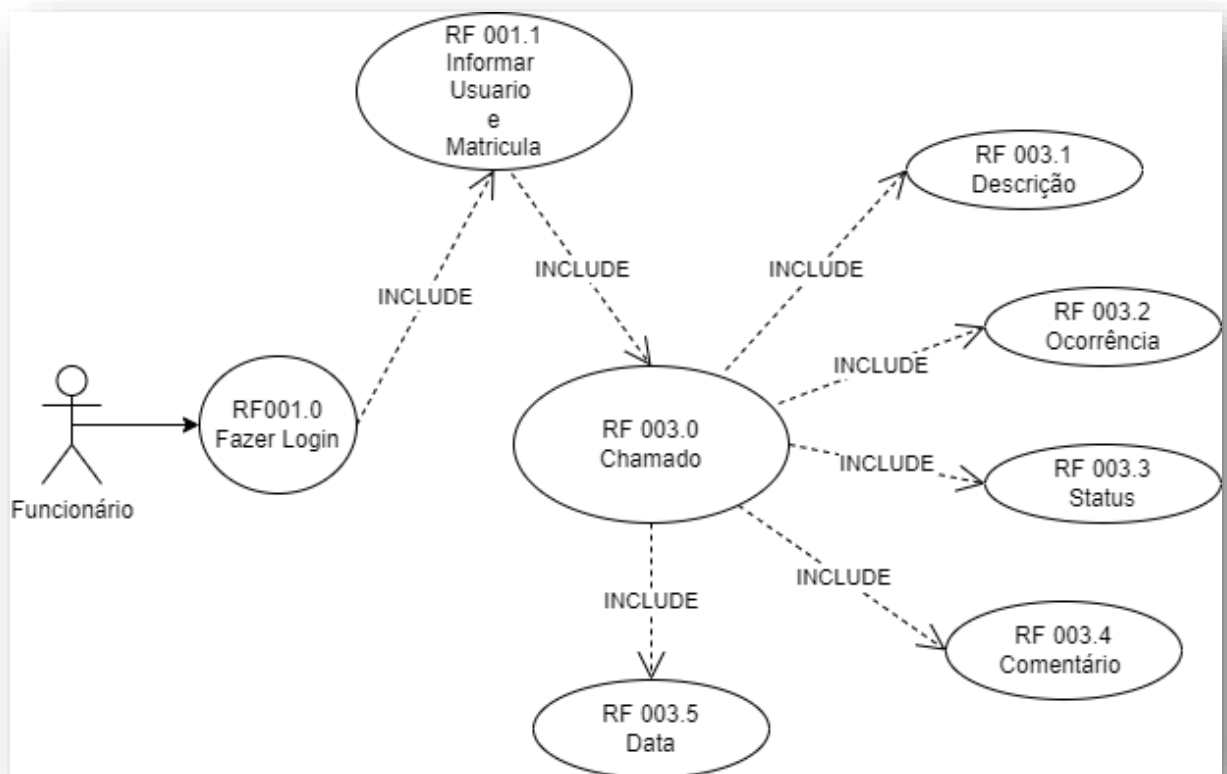 RF 001.1
Informar
Usuario
e
Matricula
RF 003.1
Descrição
INCLUDE
INCLUDE
INCLUDE
RF 003.2
Ocorrência
INCLUDE
RF001.0
Fazer Login
Funcionário
RF 003.0
Chamado
INCLUDE
RF 003.3
Status
INCLUDE
INCLUDE
RF 003.4
Comentário
RF 003.5
Data